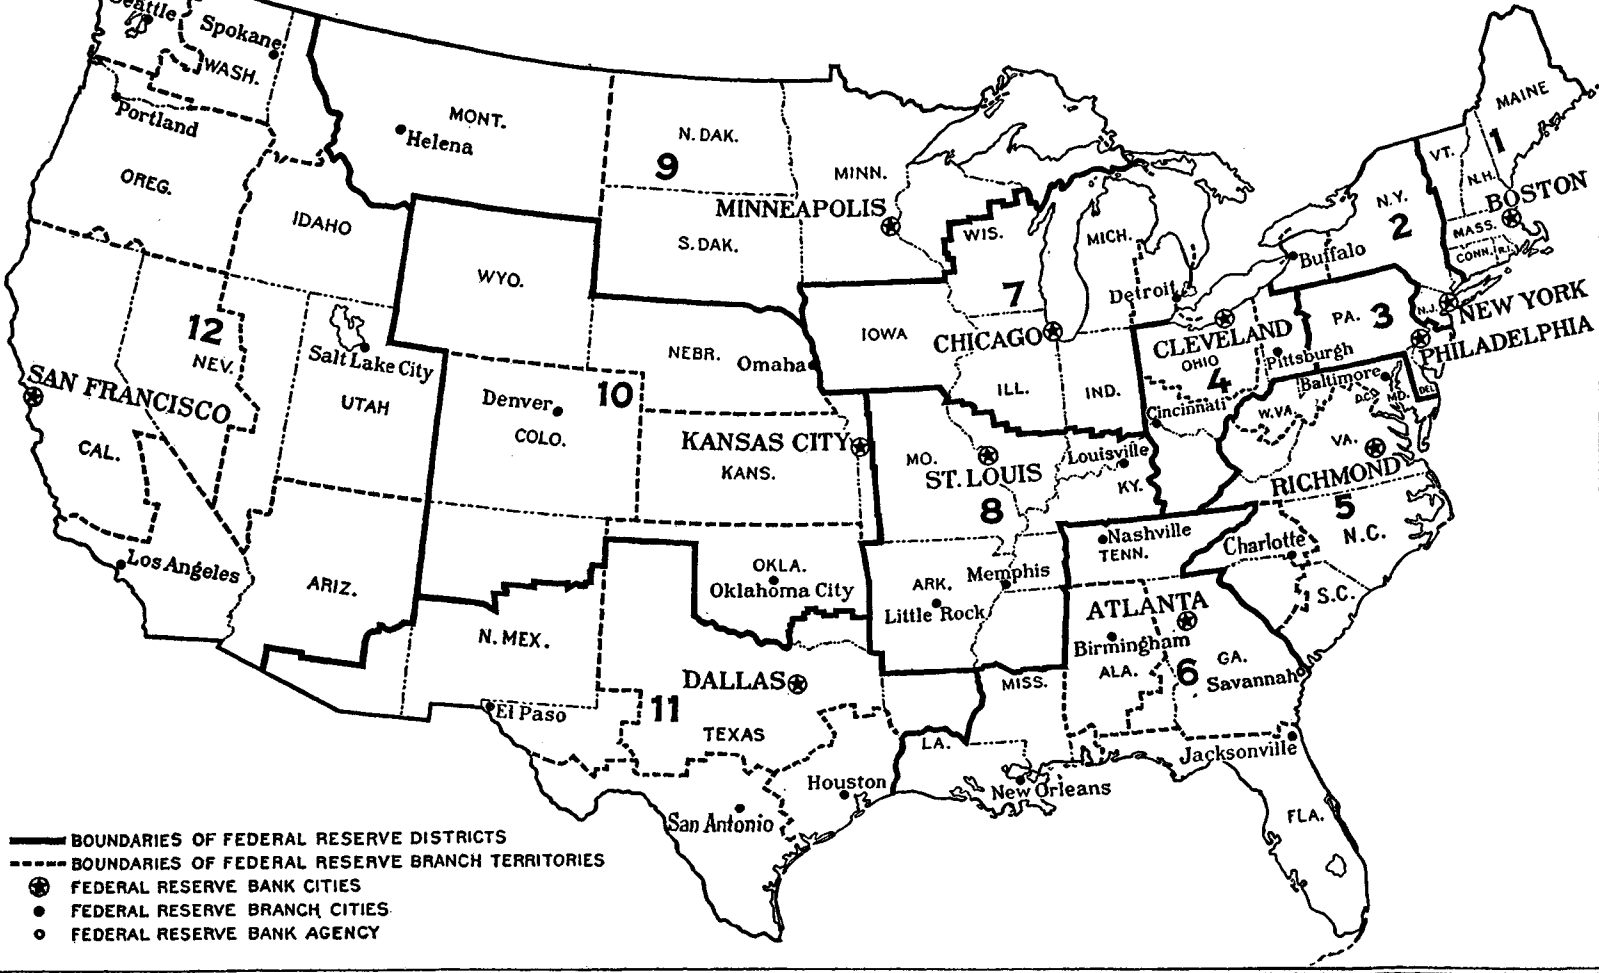 Seattle
Spokane
WASH.
Portland
OREG.
IDAHO
MONT.
Helena
N. DAK.
9
MINN.
MINNEAPOLIS
S. DAK.
WYO.
WIS.
MICH.
7
Detroit
IOWA
CHICAGO
ILL.
IND.
MAINE
1
VT.
N.H.
BOSTON
MASS.
CONN.
R.I.
N.Y.
2
Buffalo
NEW YORK
N.J.
PA.
3
PHILADELPHIA
CLEVELAND
OHIO
4
Pittsburgh
Cincinnati
Baltimore
D.C.
MD.
DEL.
W.VA.
VA.
RICHMOND
5
N.C.
Charlotte
S.C.
12
NEV.
Salt Lake City
UTAH
SAN FRANCISCO
CAL.
Los Angeles
ARIZ.
NEBR.
Omaha
10
Denver
COLO.
KANSAS CITY
KANS.
MO.
ST. LOUIS
8
Louisville
KY.
Nashville
TENN.
Memphis
ARK.
Little Rock
OKLA.
Oklahoma City
N. MEX.
El Paso
DALLAS
11
TEXAS
Houston
San Antonio
LA.
New Orleans
MISS.
ATLANTA
Birmingham
ALA.
6
GA.
Savannah
Jacksonville
FLA.
BOUNDARIES OF FEDERAL RESERVE DISTRICTS
BOUNDARIES OF FEDERAL RESERVE BRANCH TERRITORIES
FEDERAL RESERVE BANK CITIES
FEDERAL RESERVE BRANCH CITIES
FEDERAL RESERVE BANK AGENCY